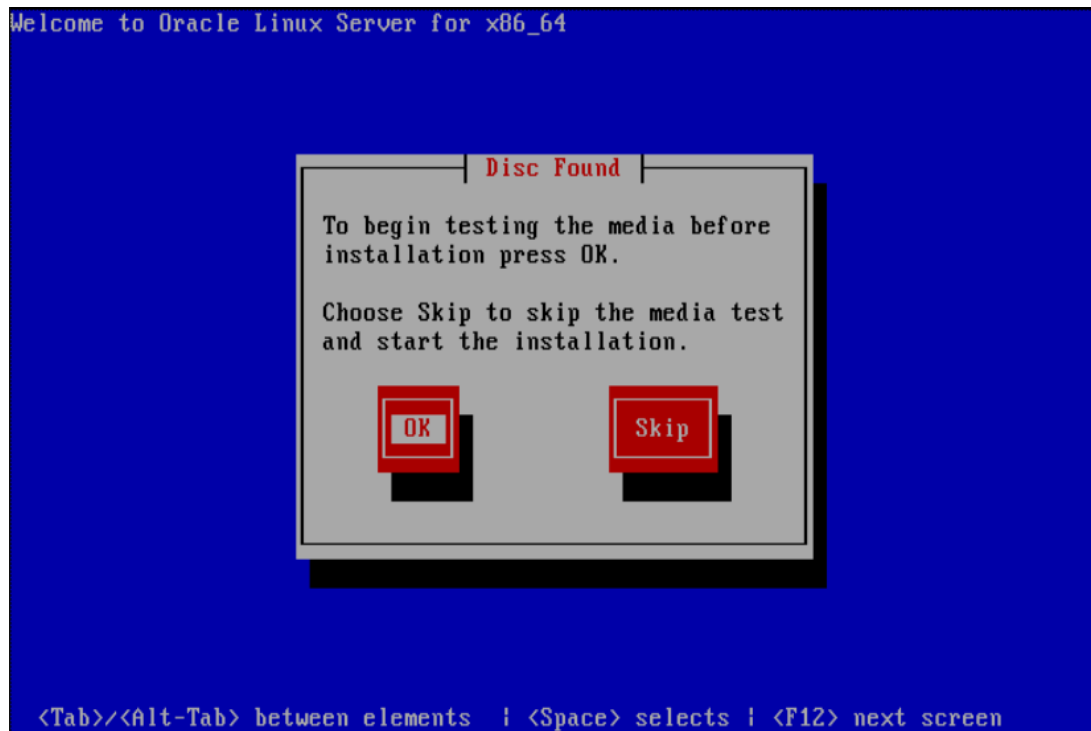 Welcome to Oracle Linux Server for x86_64
Disc Found
To begin testing the media before
installation press OK.
Choose Skip to skip the media test
and start the installation.
OK
Skip
<Tab>/<Alt-Tab> between elements | <Space> selects | <F12> next screen